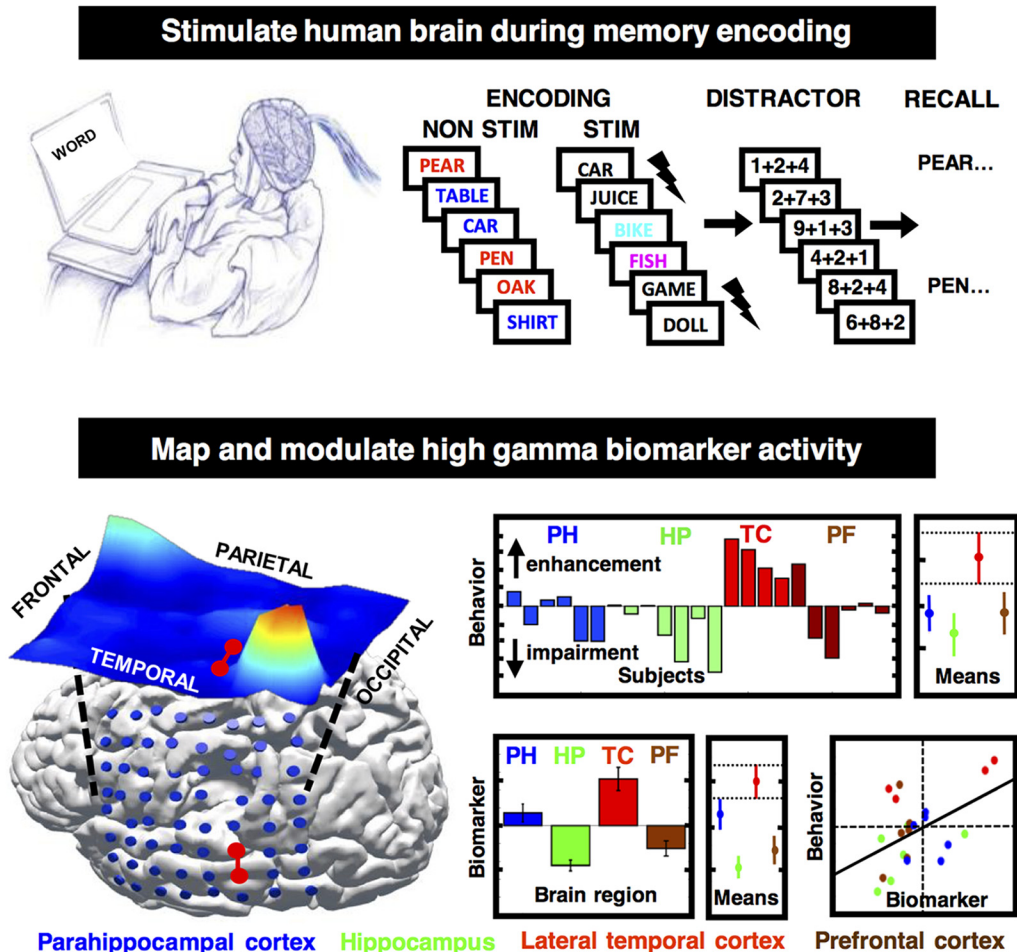 Stimulate human brain during memory encoding
WORD
ENCODING
DISTRACTOR
RECALL
NON STIM
STIM
PEAR
TABLE
CAR
PEN
OAK
SHIRT
CAR
JUICE
BIKE
FISH
GAME
DOLL
1+2+4
2+7+3
9+1+3
4+2+1
8+2+4
6+8+2
PEAR...
PEN...
Map and modulate high gamma biomarker activity
FRONTAL
PARIETAL
TEMPORAL
OCCIPITAL
Behavior
PH HP TC PF
enhancement
impairment
Subjects
Means
Biomarker
PH HP TC PF
Brain region
Means
Behavior
Biomarker
Parahippocampal cortex Hippocampus Lateral temporal cortex Prefrontal cortex